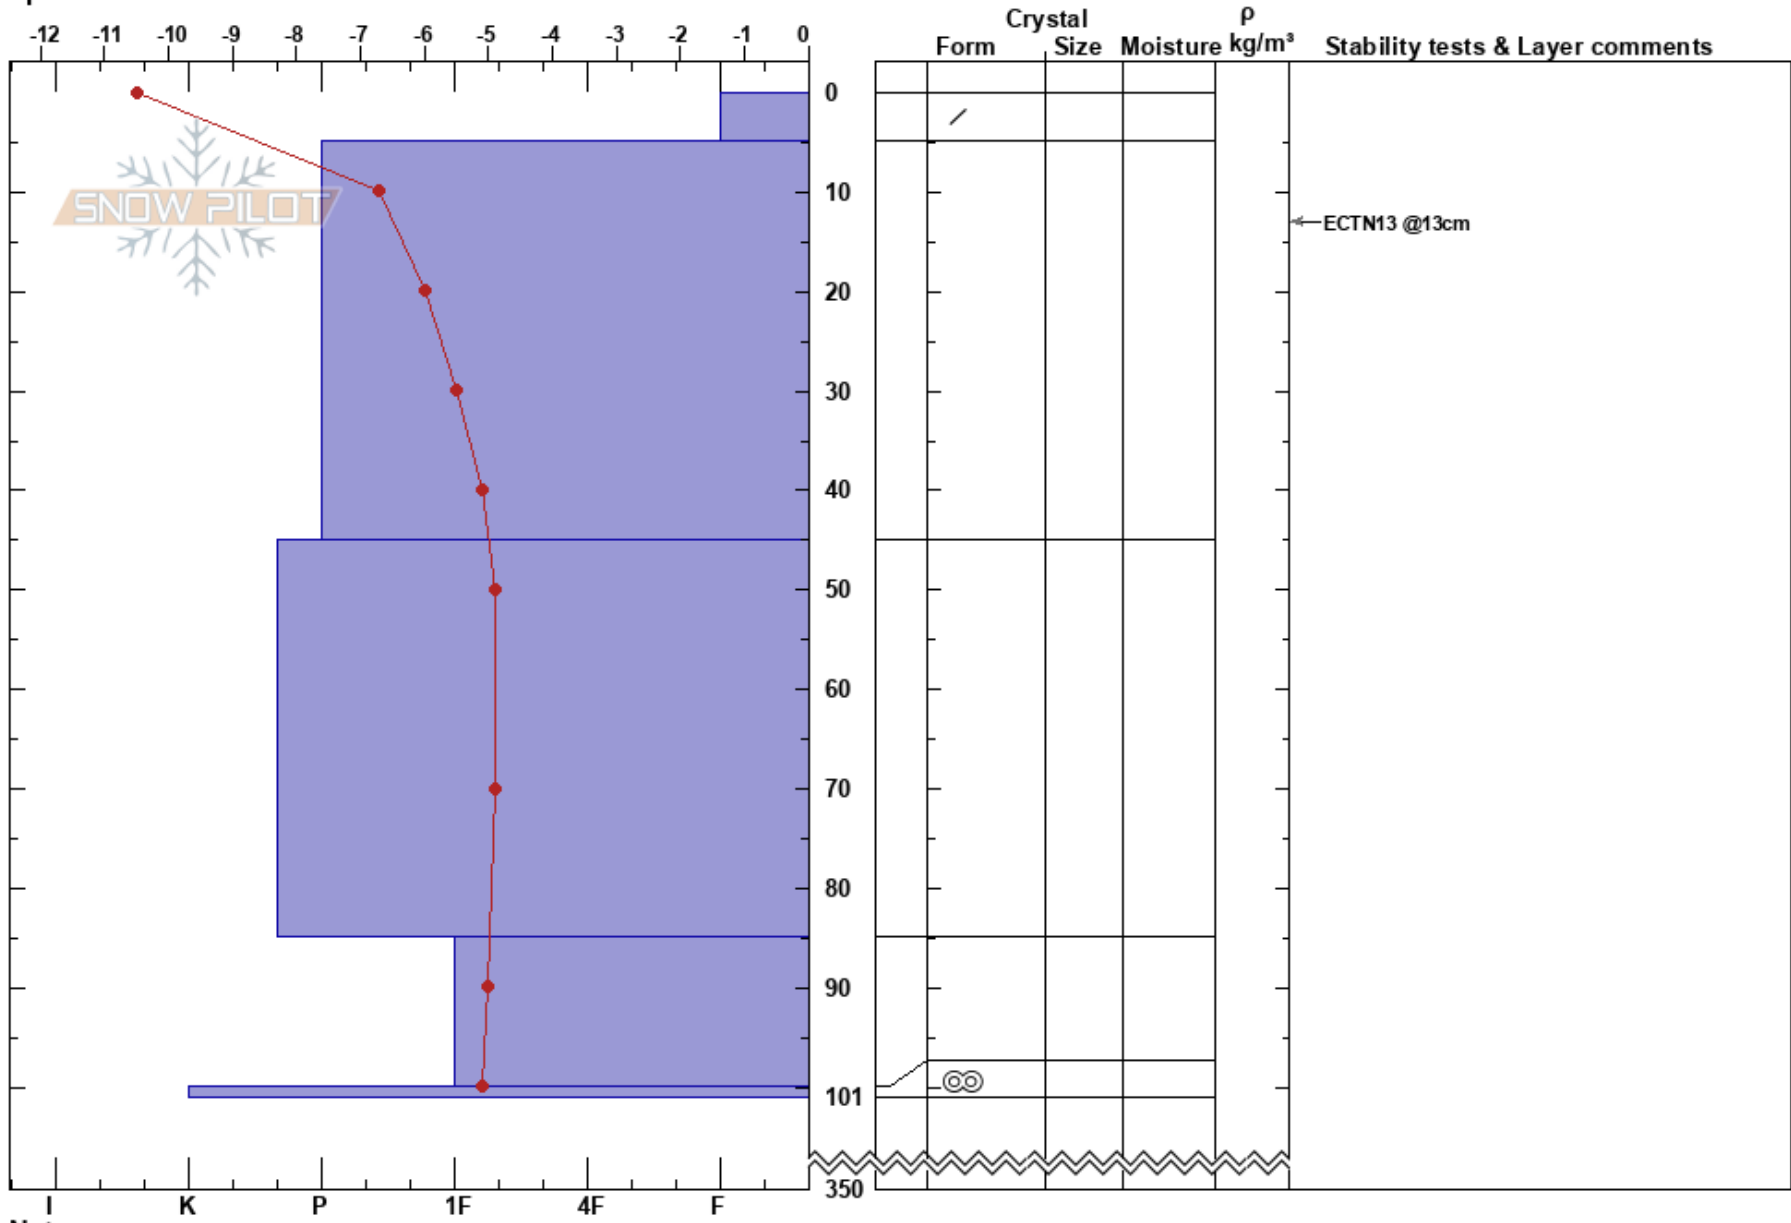 Crystal ρ
-12 -11 -10 -9 -8 -7 -6 -5 -4 -3 -2 -1 0 Form Size Moisture kg/m³ Stability tests & Layer comments
0
SNOW PILOT
10
ECTN13 @13cm
20
30
40
50
60
70
80
90
101
350
I K P 1F 4F F